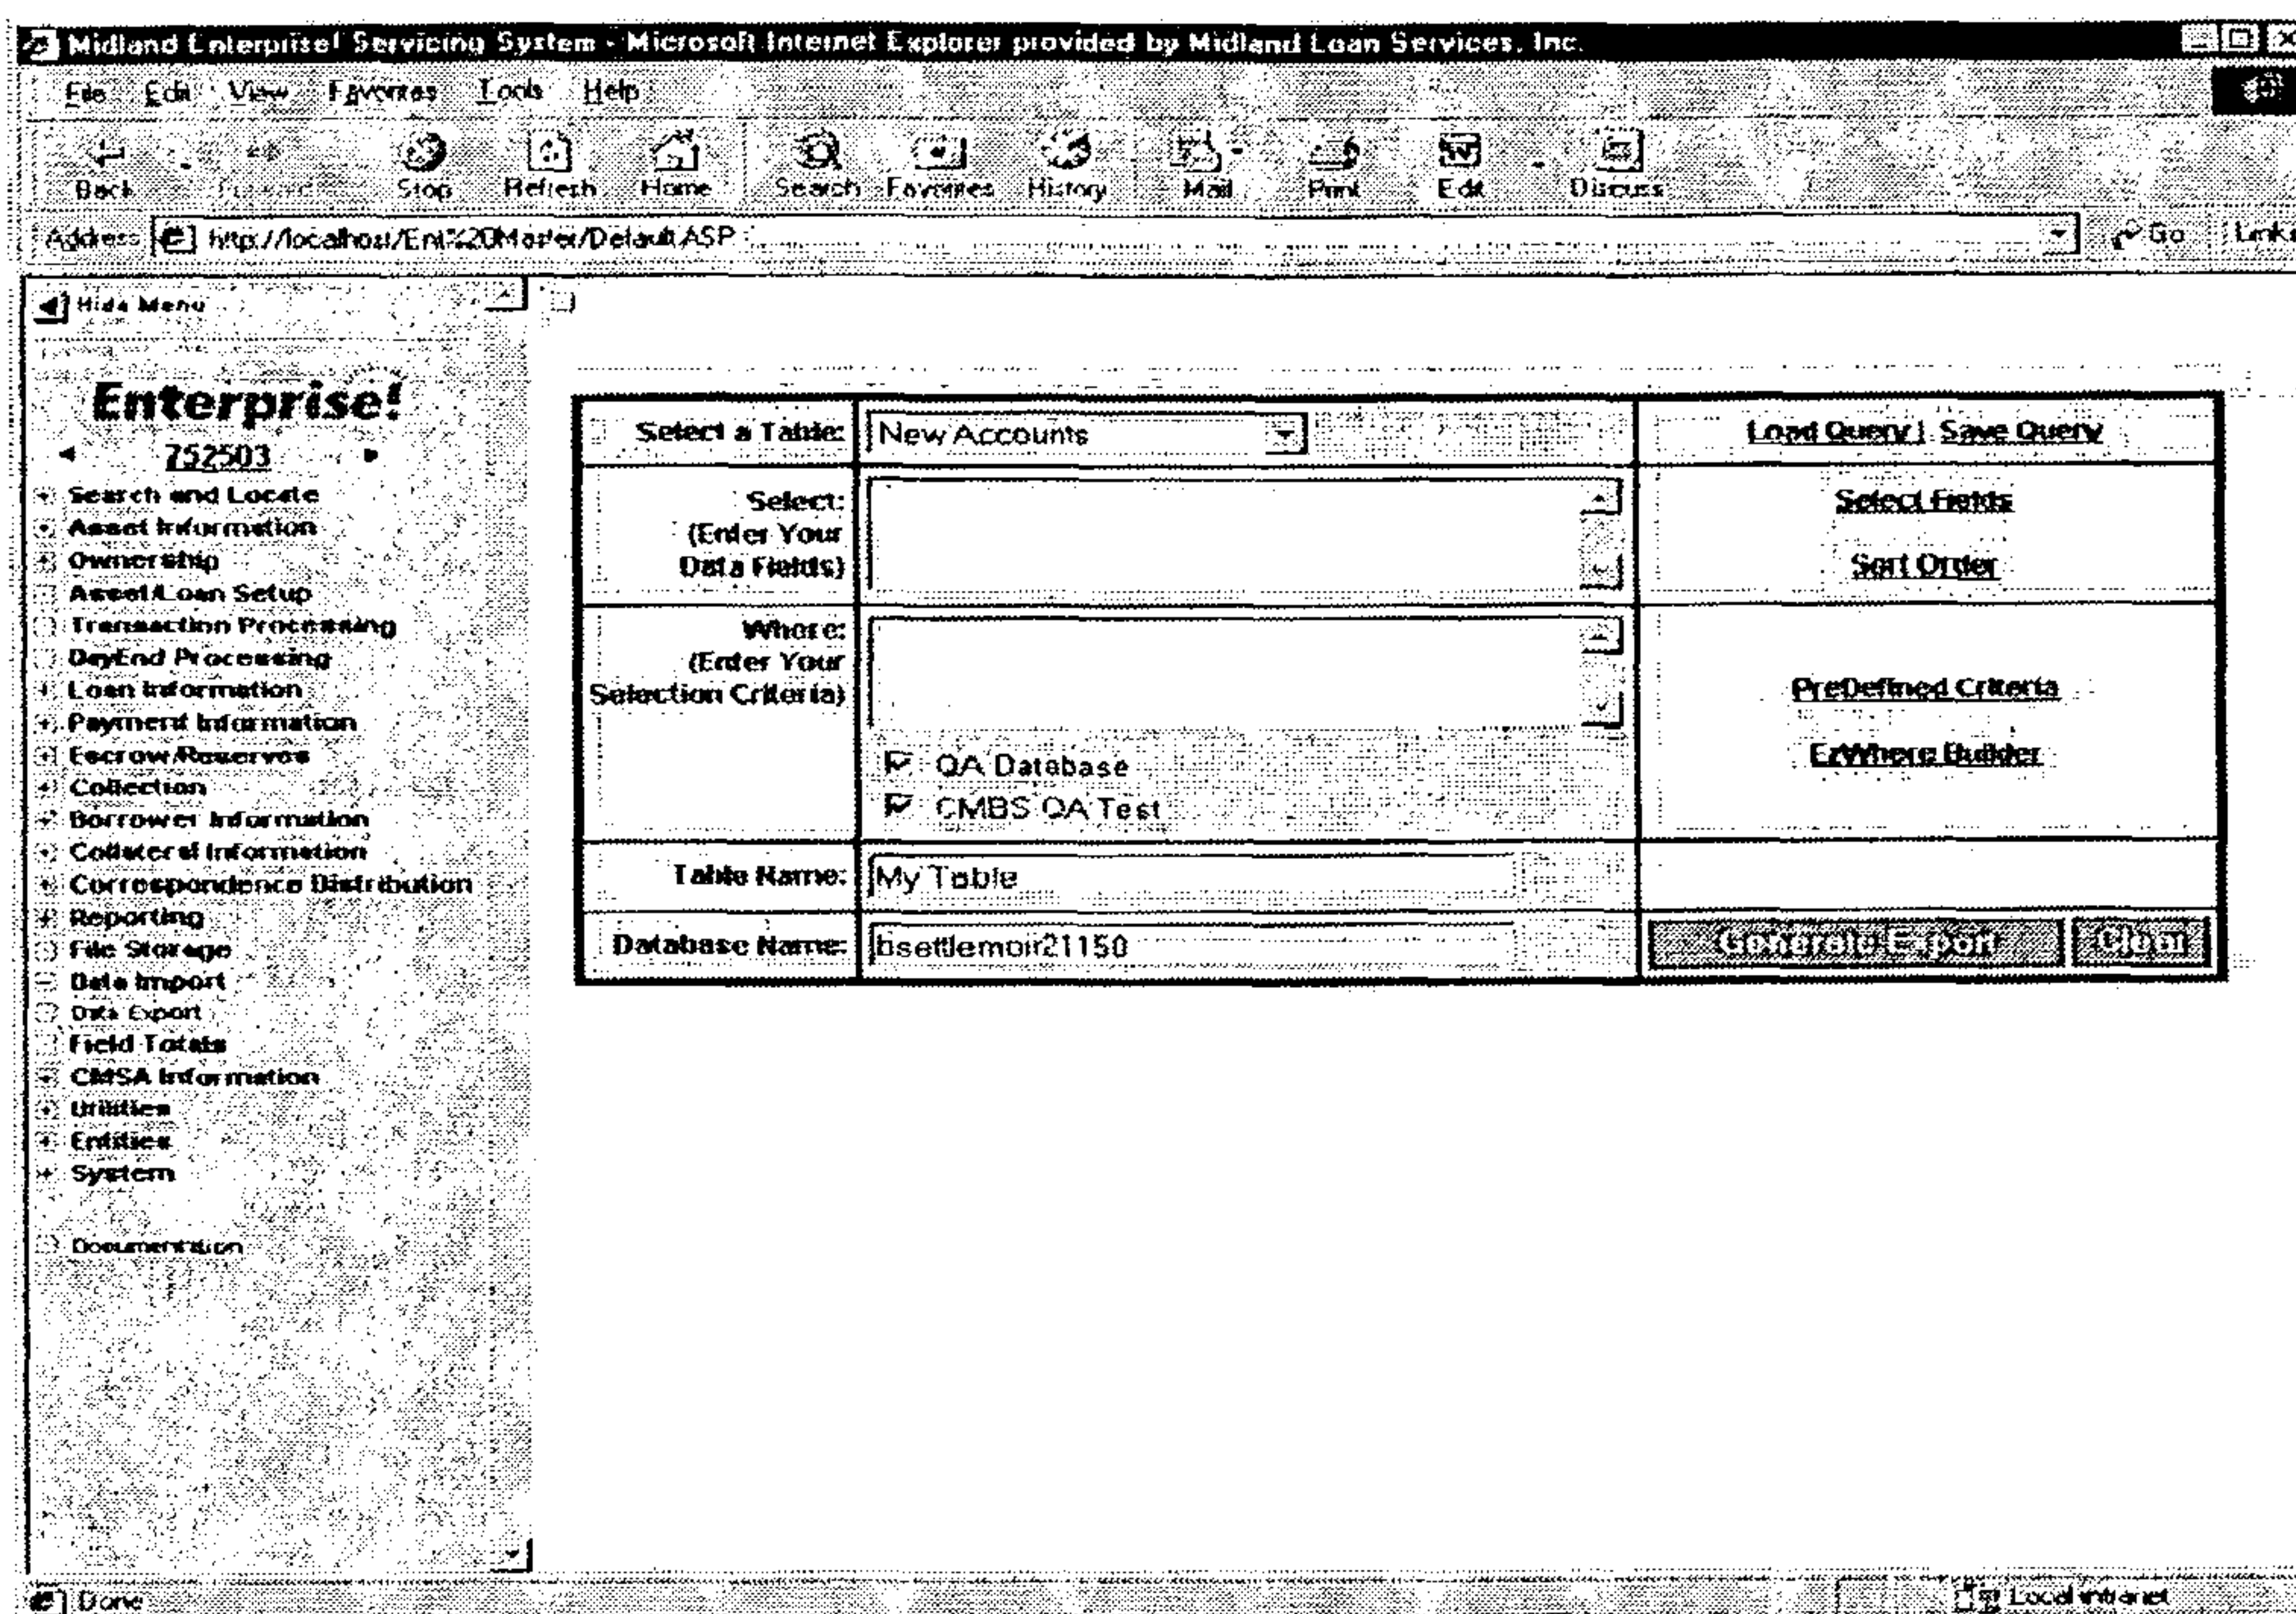 Midland Enterprise! Servicing System - Microsoft Internet Explorer provided by Midland Loan Services, Inc.
File Edit View Favorites Tools Help
Back Forward Stop Refresh Home Search Favorites History Mail Print Edit Discuss
Address http://localhost/Ent%20Master/Default.ASP Go Links
Hide Menu
Enterprise!
752503
Search and Locate
Asset Information
Ownership
Asset/Loan Setup
Transaction Processing
DayEnd Processing
Loan Information
Payment Information
Escrow/Reserves
Collection
Borrower Information
Collateral Information
Correspondence Distribution
Reporting
File Storage
Data Import
Data Export
Field Totals
CMSA Information
Utilities
Entities
System
Documentation
Select a Table: New Accounts Load Query | Save Query
Select:
(Enter Your
Data Fields)
Select Fields
Sort Order
Where:
(Enter Your
Selection Criteria)
QA Database
CMBS QA Test
PreDefined Criteria
EzWhere Builder
Table Name: My Table
Database Name: bsettlemoir21150 Generate Export Clear
Done Local intranet